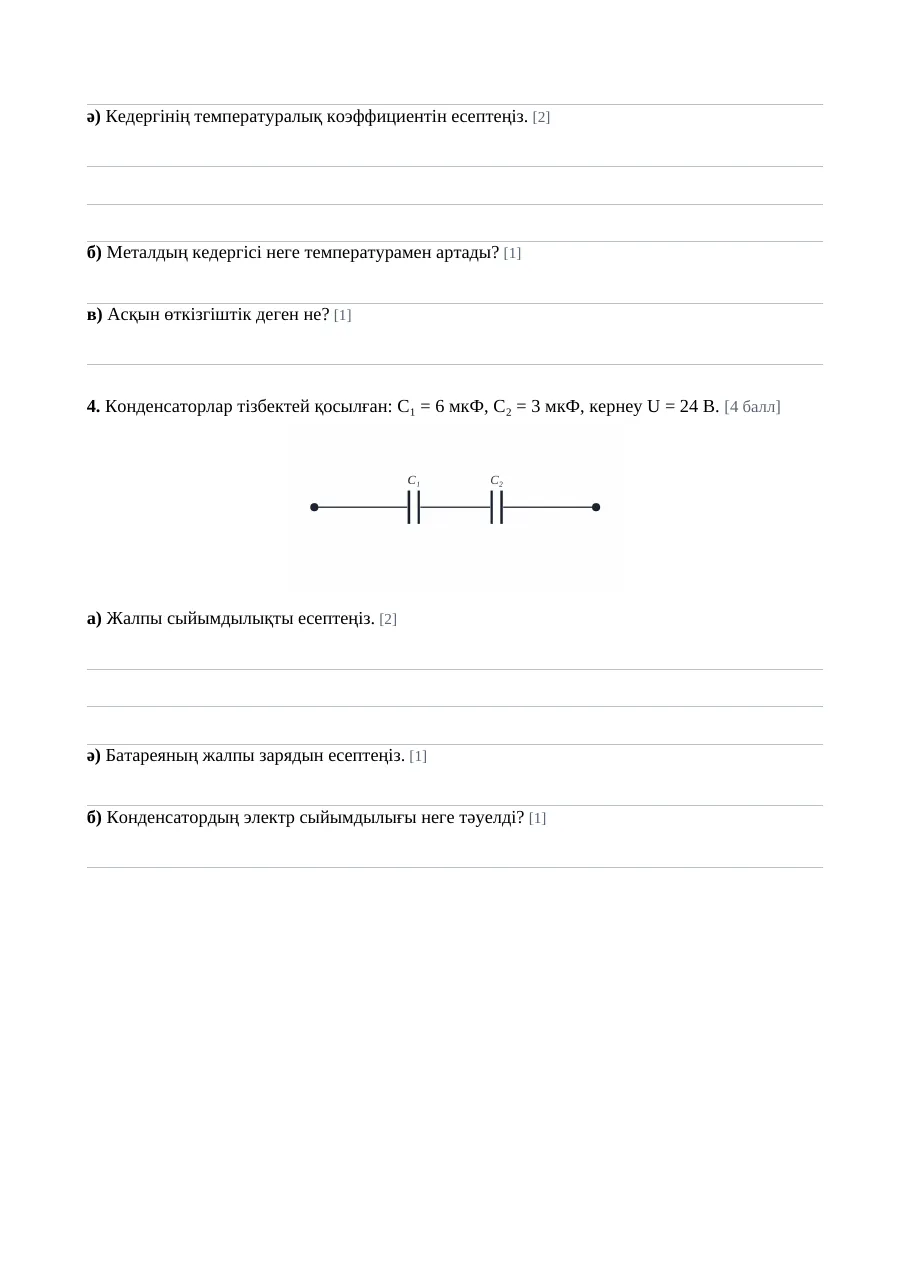 ә) Кедергінің температуралық коэффициентін есептеңіз. [2]
б) Металдың кедергісі неге температурамен артады? [1]
в) Асқын өткізгіштік деген не? [1]
4. Конденсаторлар тізбектей қосылған: C₁ = 6 мкФ, C₂ = 3 мкФ, кернеу U = 24 В. [4 балл]
C₁ C₂
а) Жалпы сыйымдылықты есептеңіз. [2]
ә) Батареяның жалпы зарядын есептеңіз. [1]
б) Конденсатордың электр сыйымдылығы неге тәуелді? [1]